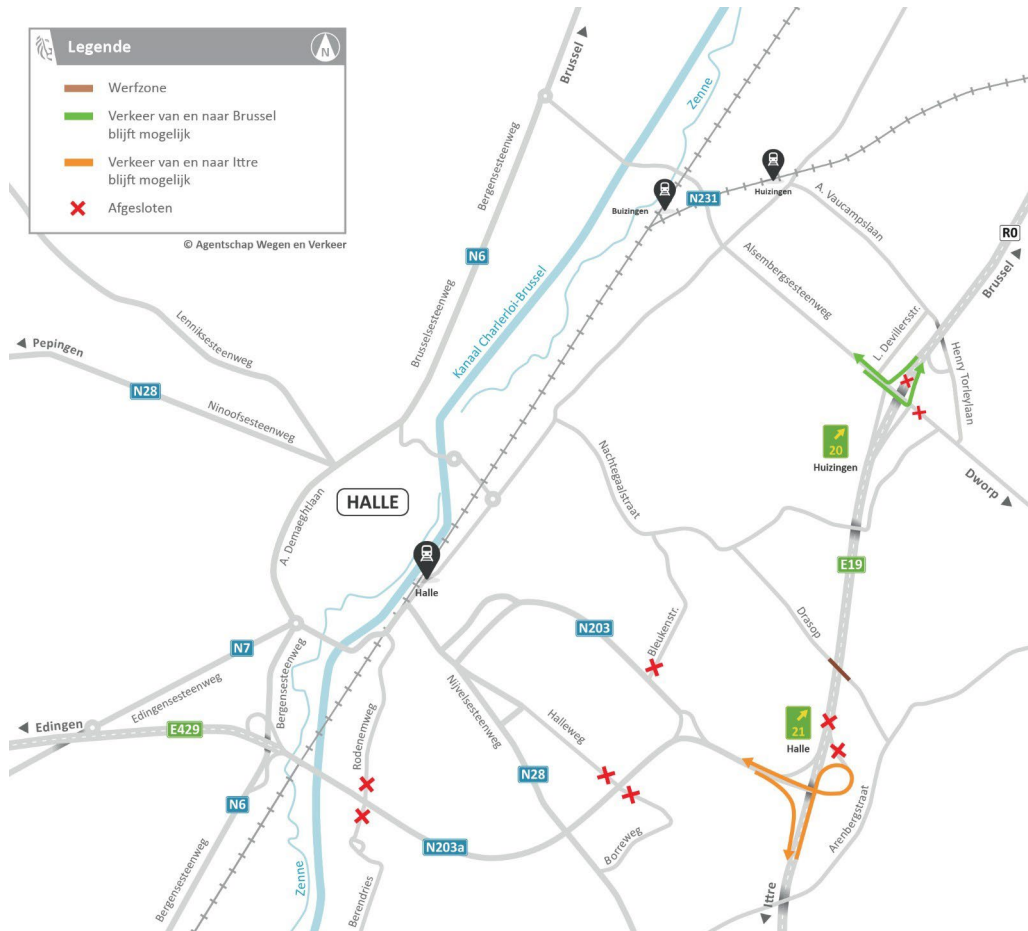 Legende
N
Werfzone
Verkeer van en naar Brussel
blijft mogelijk
Verkeer van en naar Ittre
blijft mogelijk
Afgesloten
© Agentschap Wegen en Verkeer
Brussel
Zenne
Bergensesteenweg
Huizingen
Buizingen
N231
A. Vaucampslaan
R0
Brussel
N6
Alsembergsesteenweg
Kanaal Charlerloi-Brussel
Lenniksesteenweg
Brusselsesteenweg
L. Devillersstr.
Pepingen
Henry Torleylaan
N28
Ninoofsesteenweg
20
Huizingen
Nachtegaalstraat
Dworp
HALLE
A. Demaeghtlaan
E19
Halle
Drasop
N203
Bleukenstr.
N7
Bergensesteenweg
Edingensesteenweg
Nijvelsesteenweg
Halleweg
21
Halle
Edingen
E429
Rodenemweg
N28
N6
Arenbergstraat
N203a
Borreweg
Bergensesteenweg
Zenne
Berendries
Ittre